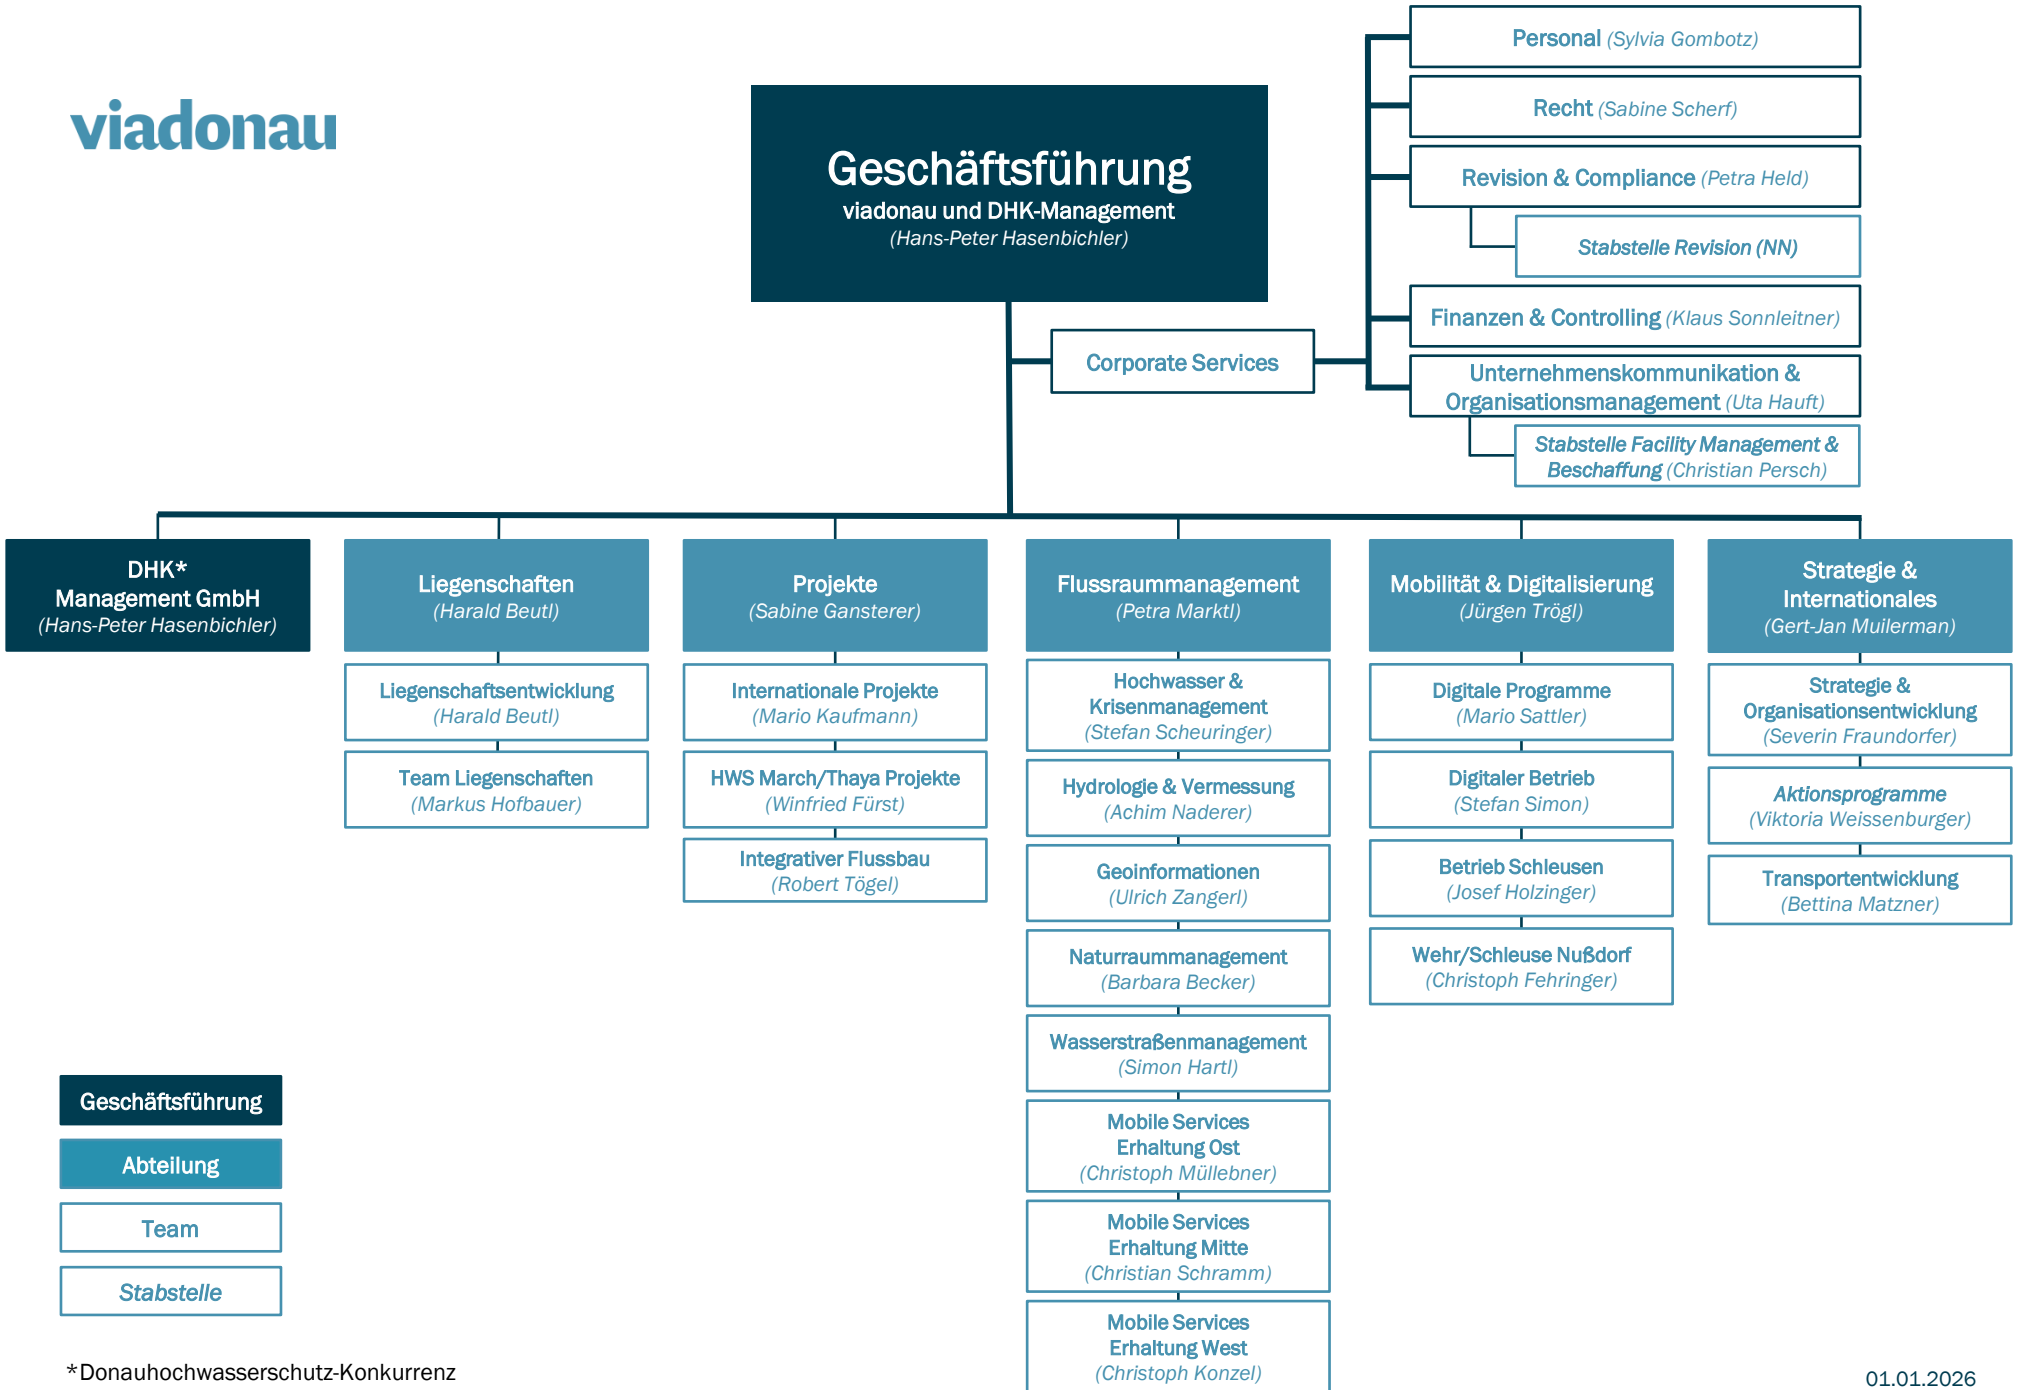 viadonau
Geschäftsführung
viadonau und DHK-Management
(Hans-Peter Hasenbichler)
Personal (Sylvia Gombotz)
Recht (Sabine Scherf)
Revision & Compliance (Petra Held)
Stabstelle Revision (NN)
Finanzen & Controlling (Klaus Sonnleitner)
Corporate Services
Unternehmenskommunikation &
Organisationsmanagement (Uta Hauft)
Stabstelle Facility Management &
Beschaffung (Christian Persch)
DHK*
Management GmbH
(Hans-Peter Hasenbichler)
Liegenschaften
(Harald Beutl)
Liegenschaftsentwicklung
(Harald Beutl)
Team Liegenschaften
(Markus Hofbauer)
Projekte
(Sabine Gansterer)
Internationale Projekte
(Mario Kaufmann)
HWS March/Thaya Projekte
(Winfried Fürst)
Integrativer Flussbau
(Robert Tögel)
Flussraummanagement
(Petra Marktl)
Hochwasser &
Krisenmanagement
(Stefan Scheuringer)
Hydrologie & Vermessung
(Achim Naderer)
Geoinformationen
(Ulrich Zangerl)
Naturraummanagement
(Barbara Becker)
Wasserstraßenmanagement
(Simon Hartl)
Mobile Services
Erhaltung Ost
(Christoph Müllebner)
Mobile Services
Erhaltung Mitte
(Christian Schramm)
Mobile Services
Erhaltung West
(Christoph Konzel)
Mobilität & Digitalisierung
(Jürgen Trögl)
Digitale Programme
(Mario Sattler)
Digitaler Betrieb
(Stefan Simon)
Betrieb Schleusen
(Josef Holzinger)
Wehr/Schleuse Nußdorf
(Christoph Fehringer)
Strategie &
Internationales
(Gert-Jan Muilerman)
Strategie &
Organisationsentwicklung
(Severin Fraundorfer)
Aktionsprogramme
(Viktoria Weissenburger)
Transportentwicklung
(Bettina Matzner)
Geschäftsführung
Abteilung
Team
Stabstelle
*Donauhochwasserschutz-Konkurrenz
01.01.2026